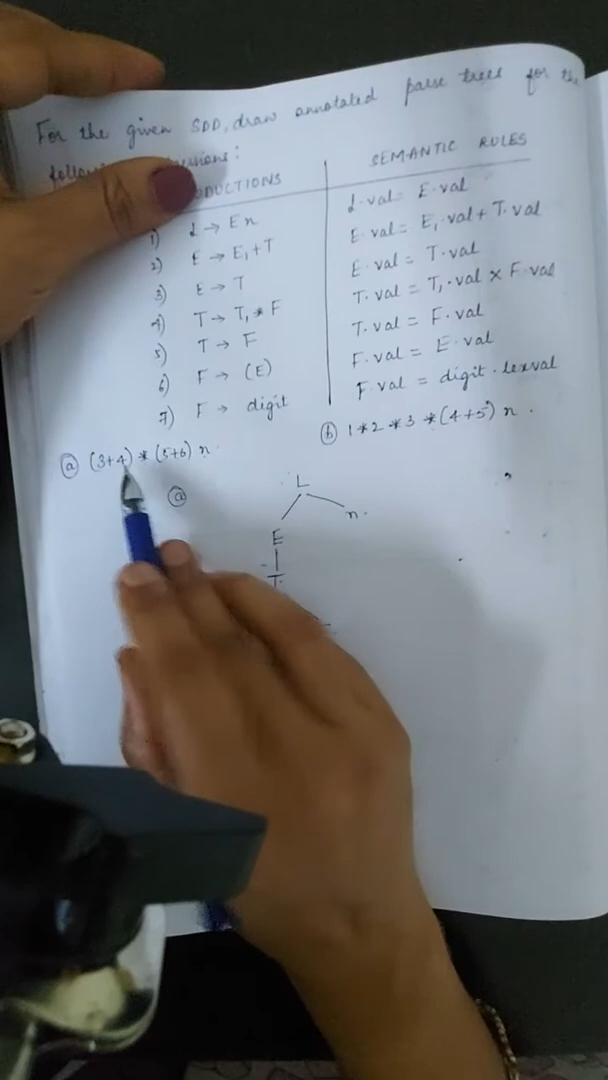 For the given SDD, draw annotated parse trees for the
SEMANTIC RULES
1) L → En L.val = E.val
2) E → E₁+T E.val = E₁.val + T.val
3) E → T E.val = T.val
4) T → T₁ * F T.val = T₁.val × F.val
5) T → F T.val = F.val
6) F → (E) F.val = E.val
7) F → digit F.val = digit.lexval
ⓐ (3+4) * (5+6) n. ⓑ 1*2*3*(4+5) n.
ⓐ L
n.
E
T